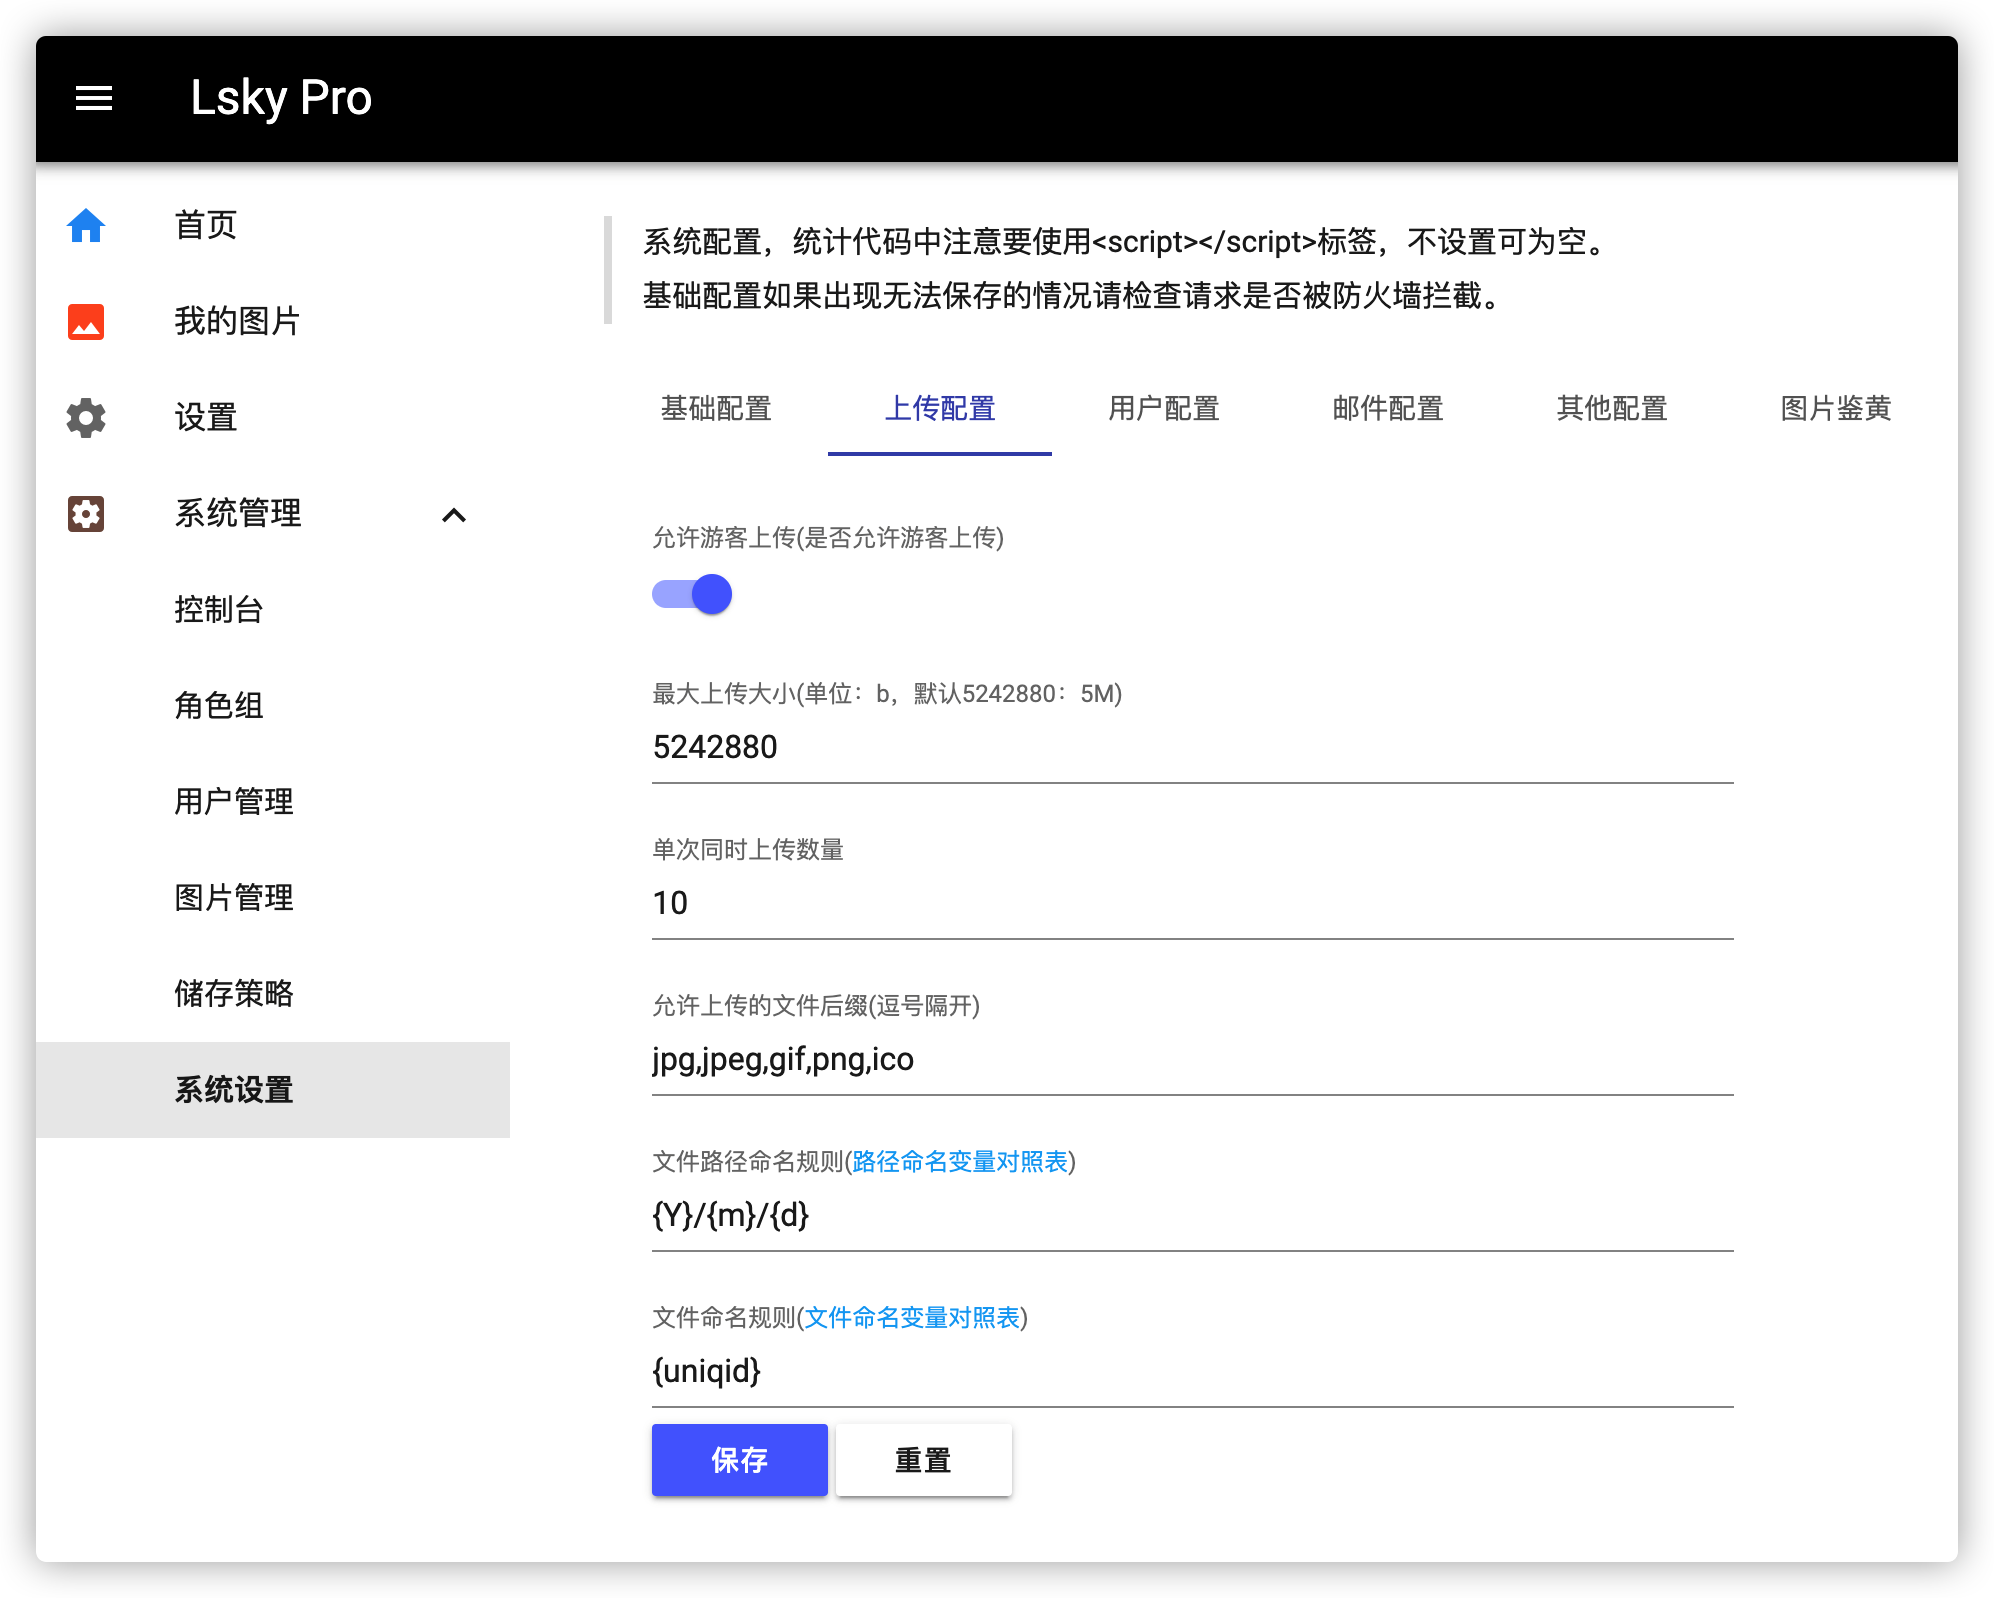 Lsky Pro
首页
我的图片
设置
系统管理
控制台
角色组
用户管理
图片管理
储存策略
系统设置
系统配置，统计代码中注意要使用<script></script>标签，不设置可为空。
基础配置如果出现无法保存的情况请检查请求是否被防火墙拦截。
基础配置 上传配置 用户配置 邮件配置 其他配置 图片鉴黄
允许游客上传(是否允许游客上传)
最大上传大小(单位：b，默认5242880：5M)
5242880
单次同时上传数量
10
允许上传的文件后缀(逗号隔开)
jpg,jpeg,gif,png,ico
文件路径命名规则(路径命名变量对照表)
{Y}/{m}/{d}
文件命名规则(文件命名变量对照表)
{uniqid}
保存 重置